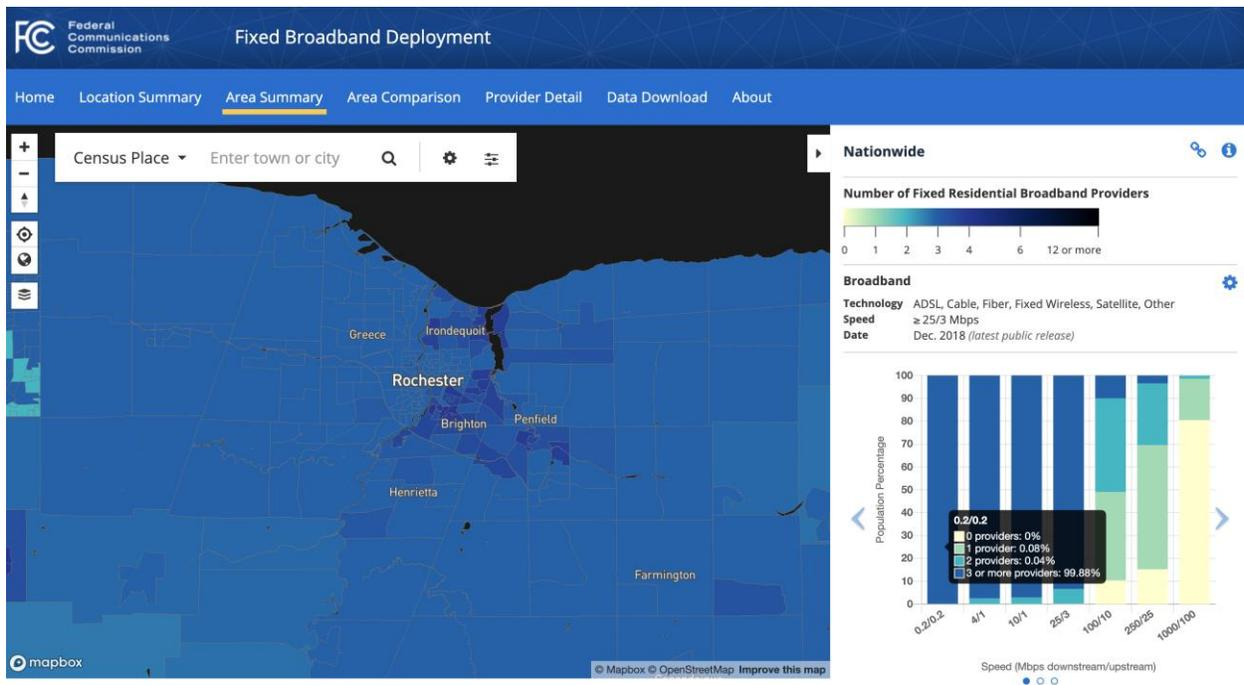 FCC Federal
Communications
Commission
Fixed Broadband Deployment
Home Location Summary Area Summary Area Comparison Provider Detail Data Download About
Census Place Enter town or city
Greece
Irondequoit
Rochester
Brighton
Penfield
Henrietta
Farmington
mapbox
© Mapbox © OpenStreetMap Improve this map
Nationwide
Number of Fixed Residential Broadband Providers
0 1 2 3 4 6 12 or more
Broadband
Technology ADSL, Cable, Fiber, Fixed Wireless, Satellite, Other
Speed ≥ 25/3 Mbps
Date Dec. 2018 (latest public release)
Population Percentage
100
90
80
70
60
50
40
30
20
10
0
0.2/0.2
0 providers: 0%
1 provider: 0.08%
2 providers: 0.04%
3 or more providers: 99.88%
0.2/0.2 4/1 10/1 25/3 100/10 250/25 1000/100
Speed (Mbps downstream/upstream)